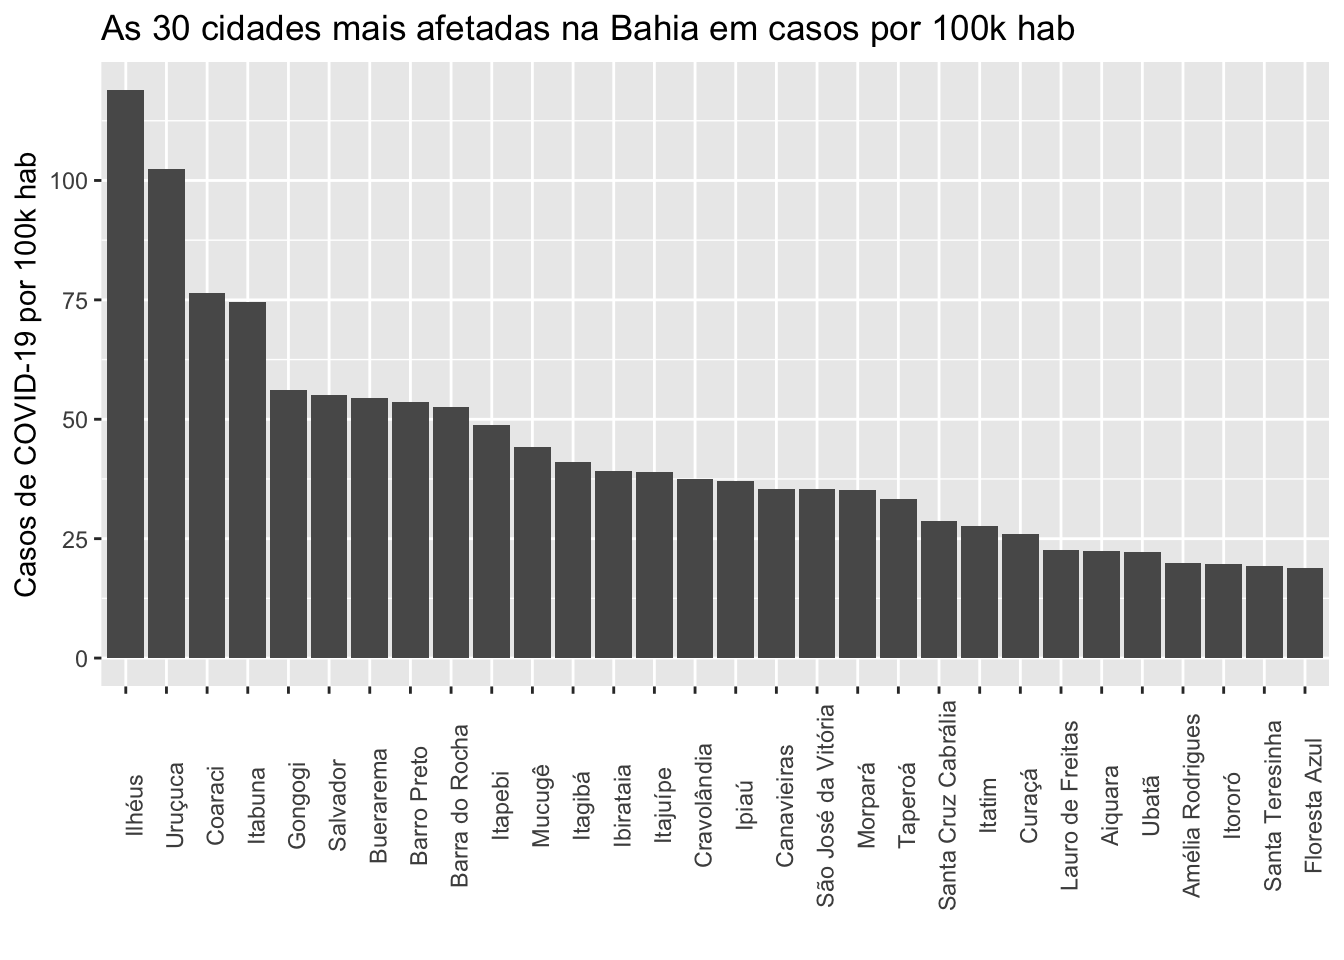 As 30 cidades mais afetadas na Bahia em casos por 100k hab
Casos de COVID-19 por 100k hab
100
75
50
25
0
Ilhéus
Uruçuca
Coaraci
Itabuna
Gongogi
Salvador
Buerarema
Barro Preto
Barra do Rocha
Itapebi
Mucugê
Itagibá
Ibirataia
Itajuípe
Cravolândia
Ipiaú
Canavieiras
São José da Vitória
Morpará
Taperoá
Santa Cruz Cabrália
Itatim
Curaçá
Lauro de Freitas
Aiquara
Ubatã
Amélia Rodrigues
Itororó
Santa Teresinha
Floresta Azul